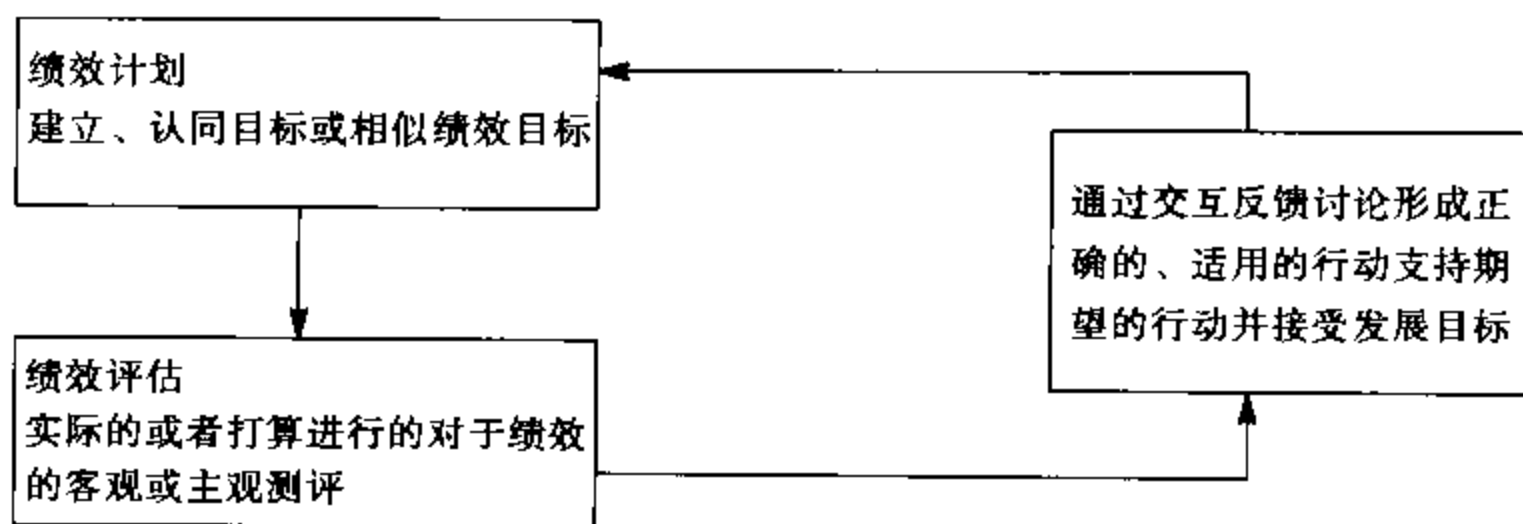 绩效计划
建立、认同目标或相似绩效目标
绩效评估
实际的或者打算进行的对于绩效
的客观或主观测评
通过交互反馈讨论形成正
确的、适用的行动支持期
望的行动并接受发展目标